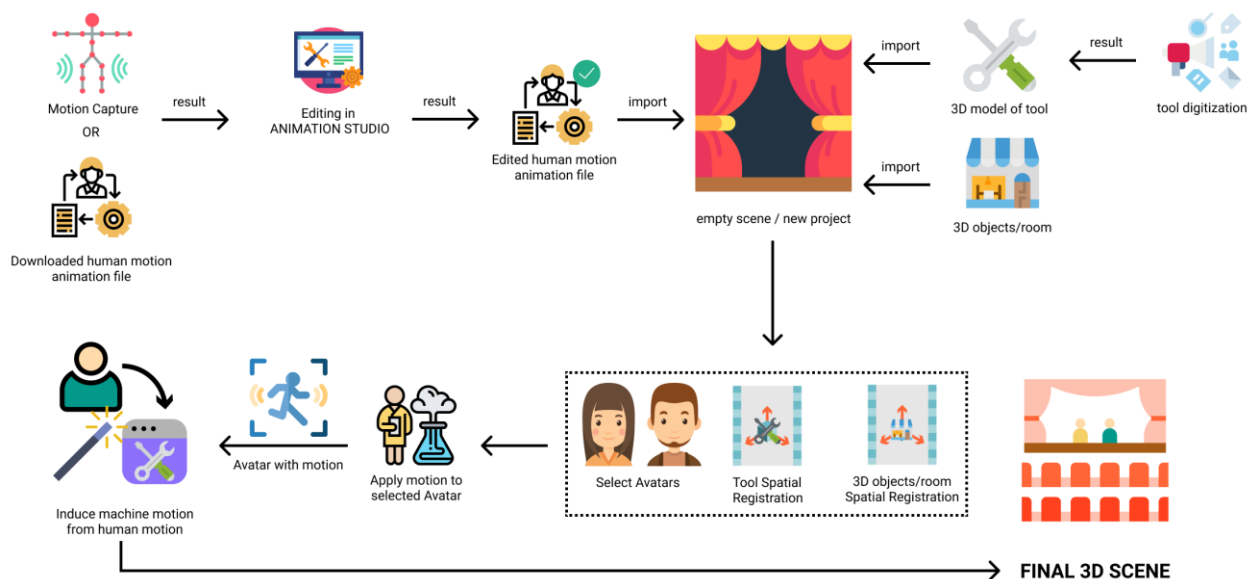 Motion Capture
OR
Downloaded human motion
animation file
result
Editing in
ANIMATION STUDIO
result
Edited human motion
animation file
import
empty scene / new project
import
3D model of tool
result
tool digitization
import
3D objects/room
Select Avatars
Tool Spatial
Registration
3D objects/room
Spatial Registration
Apply motion to
selected Avatar
Avatar with motion
Induce machine motion
from human motion
FINAL 3D SCENE